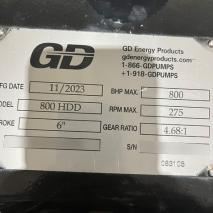 GD
GD Energy Products
gdenergyproducts.com
1-866-GDPUMPS
+1-918-GDPUMPS
FG DATE 11/2023 BHP MAX. 800
ODEL 800 HDD RPM MAX. 275
ROKE 6" GEAR RATIO 4.68:1
S/N